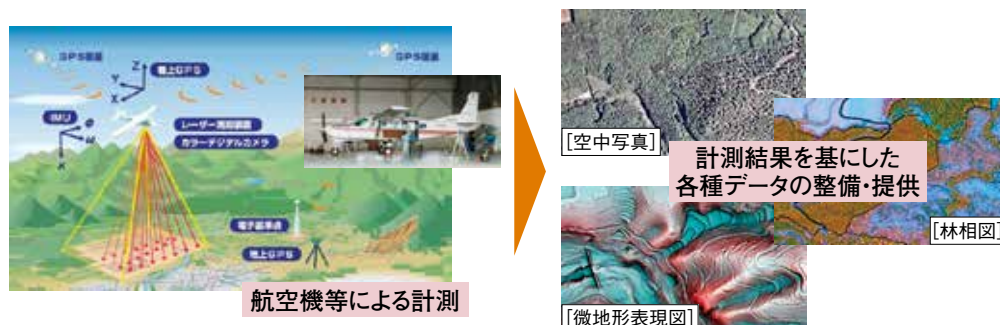 GPS衛星
GPS衛星
機上GPS
Z
Y
X
IMU
レーザー測距装置
カラーデジタルカメラ
電子基準点
地上GPS
航空機等による計測
[空中写真]
計測結果を基にした
各種データの整備・提供
[林相図]
[微地形表現図]